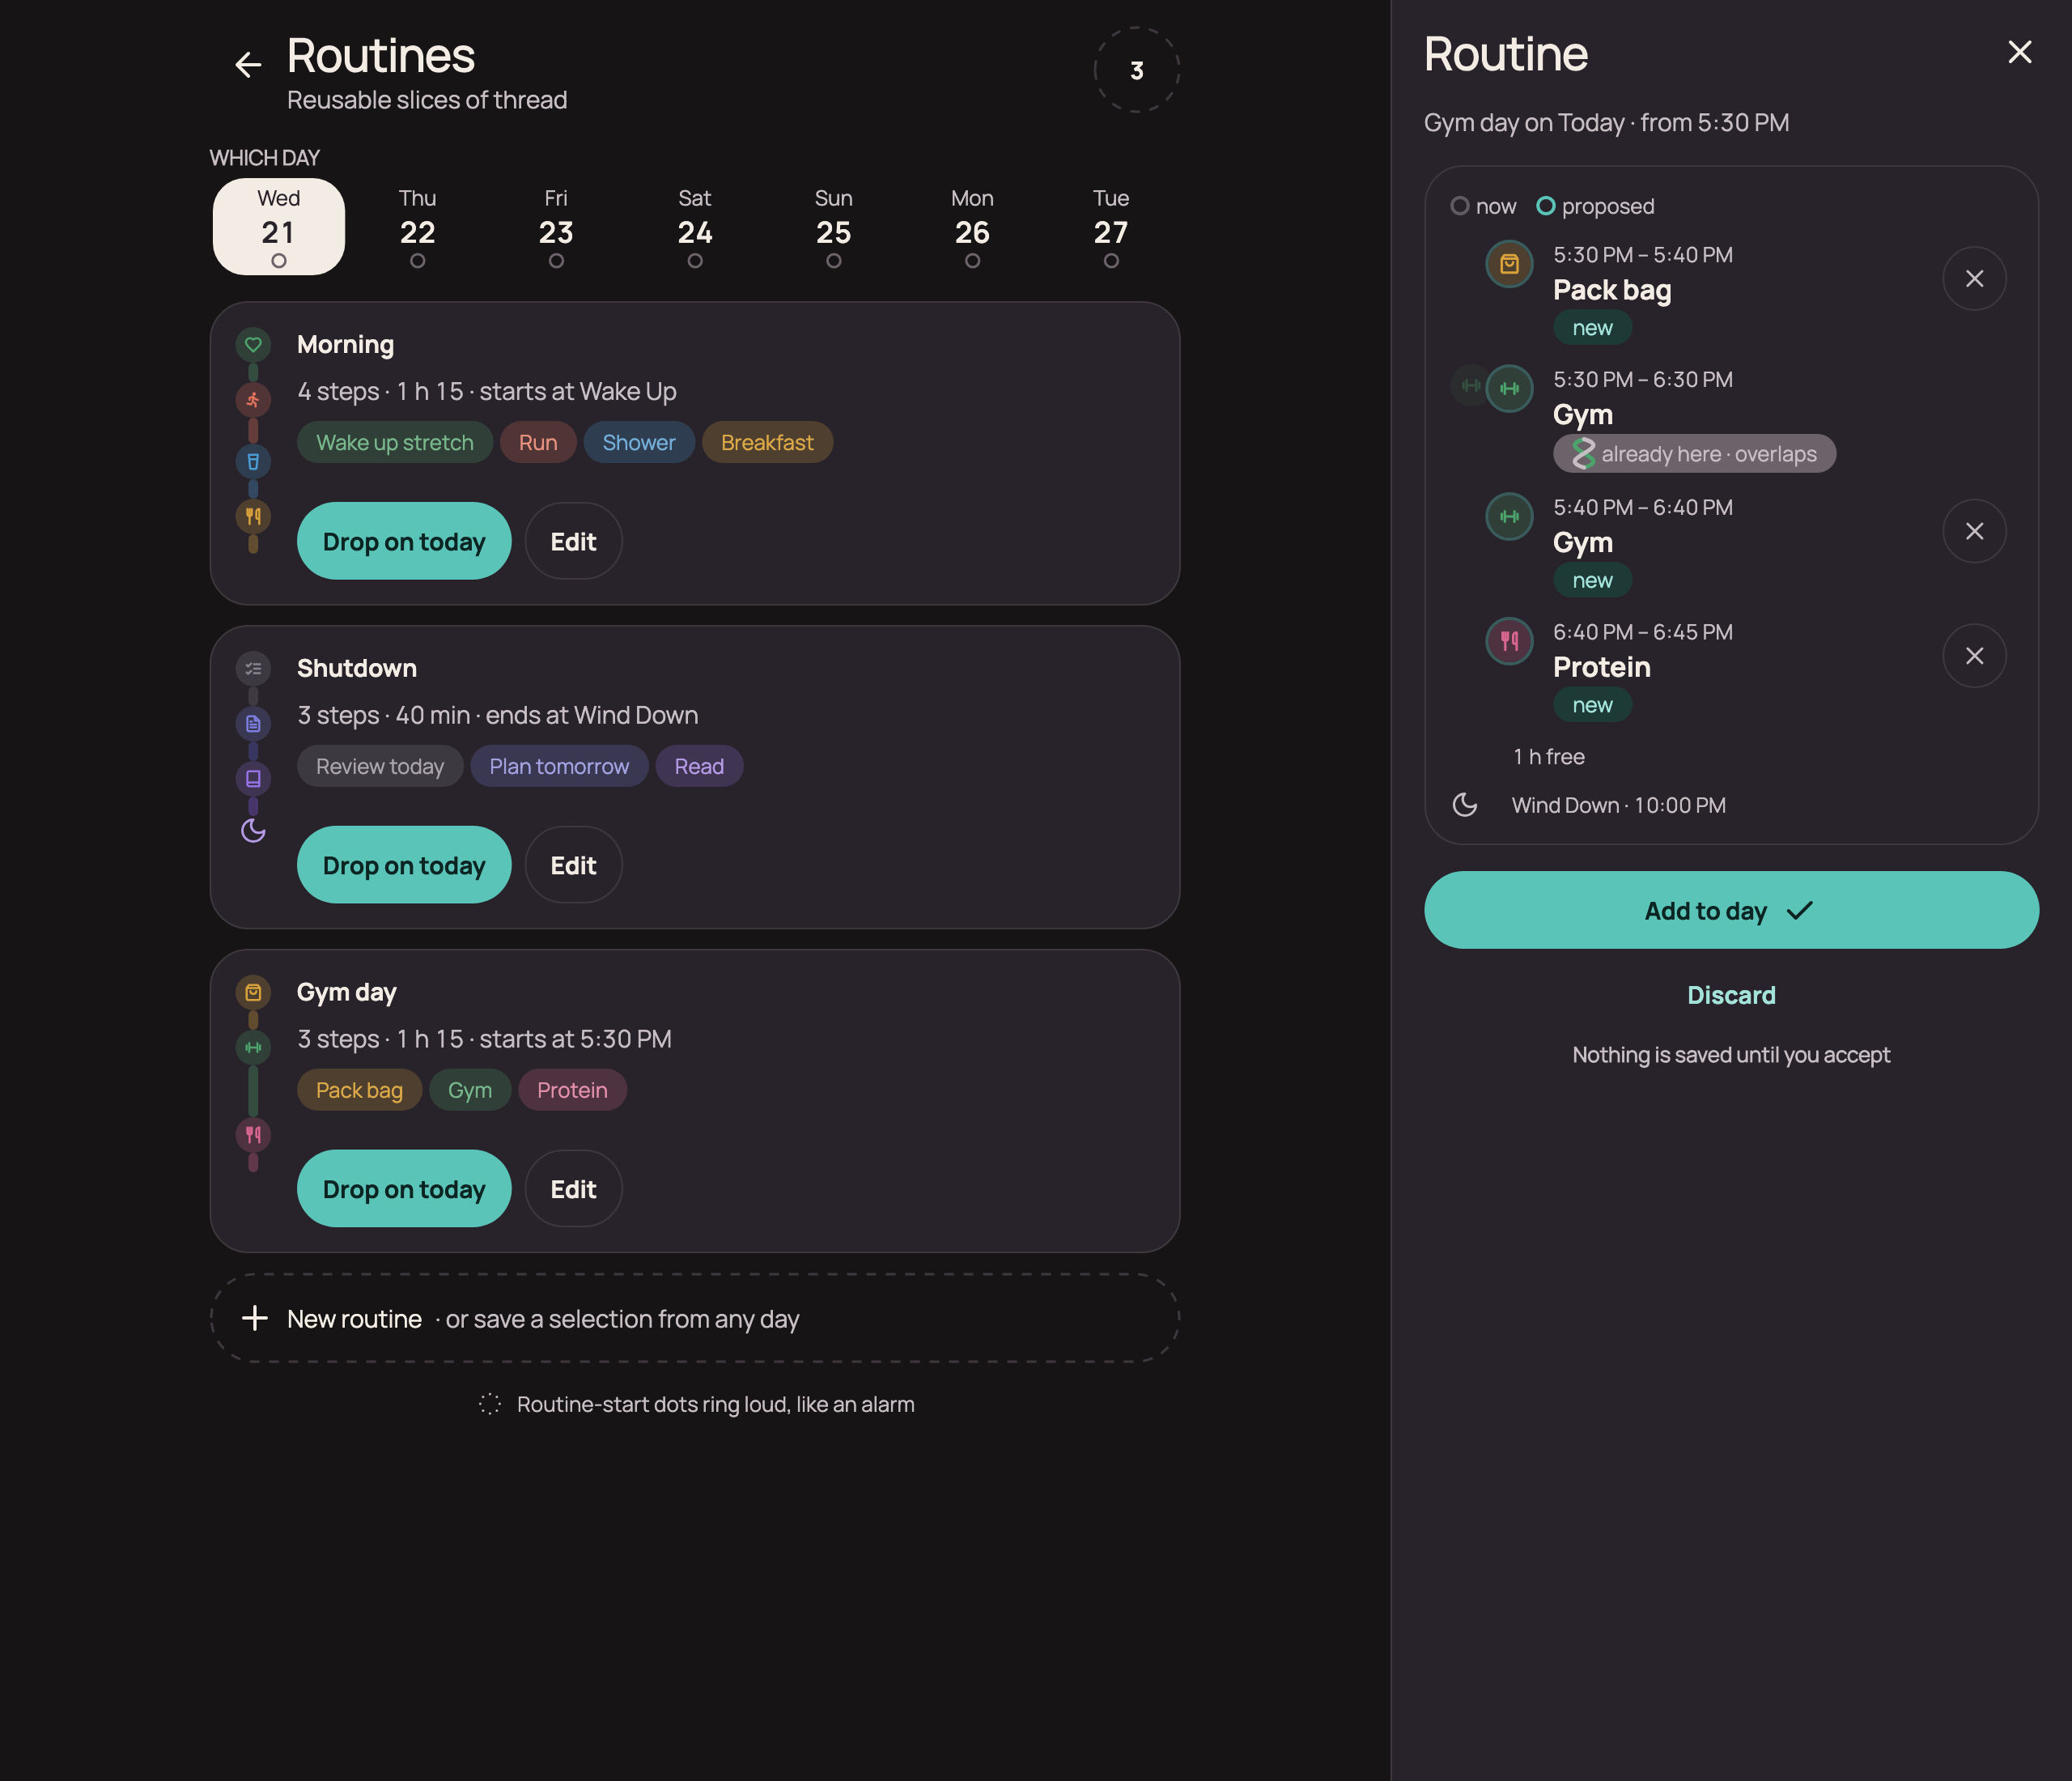 Routines
Reusable slices of thread
3
WHICH DAY
Wed Thu Fri Sat Sun Mon Tue
21 22 23 24 25 26 27
Morning
4 steps · 1 h 15 · starts at Wake Up
Wake up stretch Run Shower Breakfast
Drop on today Edit
Shutdown
3 steps · 40 min · ends at Wind Down
Review today Plan tomorrow Read
Drop on today Edit
Gym day
3 steps · 1 h 15 · starts at 5:30 PM
Pack bag Gym Protein
Drop on today Edit
New routine · or save a selection from any day
Routine-start dots ring loud, like an alarm
Routine
Gym day on Today · from 5:30 PM
now proposed
5:30 PM – 5:40 PM
Pack bag
new
5:30 PM – 6:30 PM
Gym
already here · overlaps
5:40 PM – 6:40 PM
Gym
new
6:40 PM – 6:45 PM
Protein
new
1 h free
Wind Down · 10:00 PM
Add to day
Discard
Nothing is saved until you accept